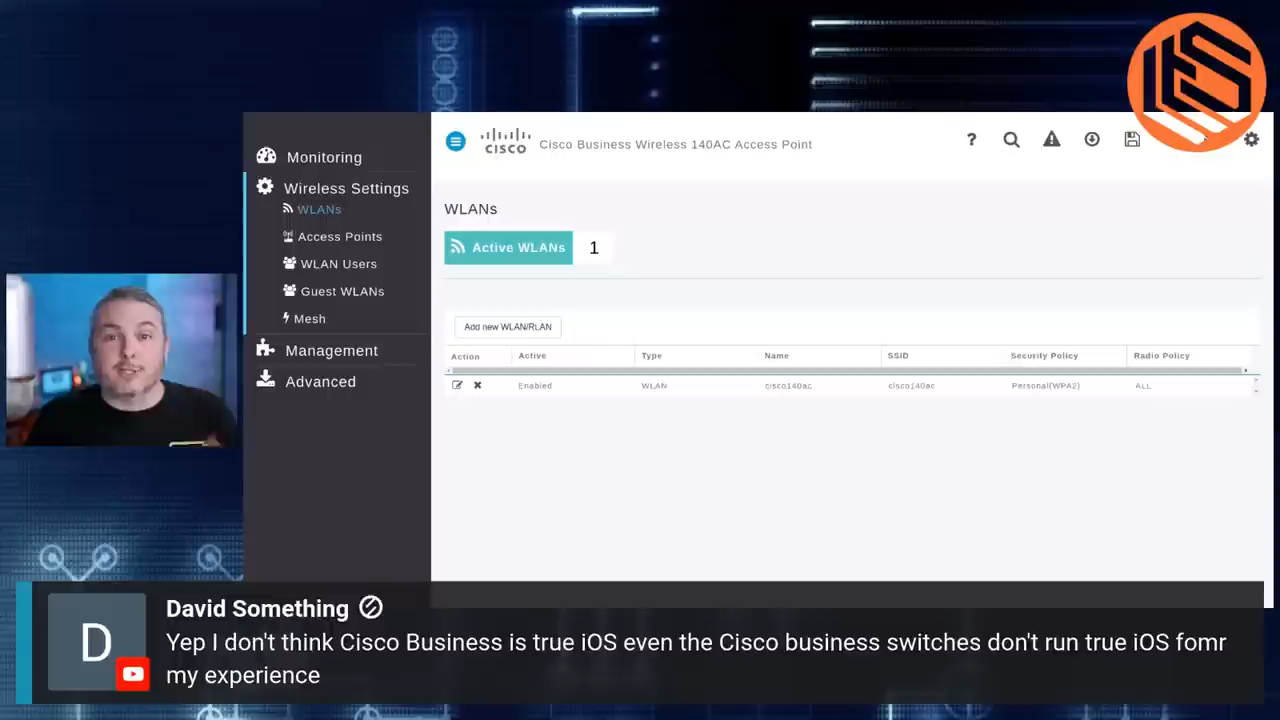 Monitoring
Wireless Settings
WLANs
Access Points
WLAN Users
Guest WLANs
Mesh
Management
Advanced
CISCO
Cisco Business Wireless 140AC Access Point
?
WLANs
Active WLANs 1
Add new WLAN/RLAN
Action Active Type Name SSID Security Policy Radio Policy
Enabled WLAN cisco140ac cisco140ac Personal(WPA2) ALL
D
David Something
Yep I don't think Cisco Business is true iOS even the Cisco business switches don't run true iOS fomr
my experience